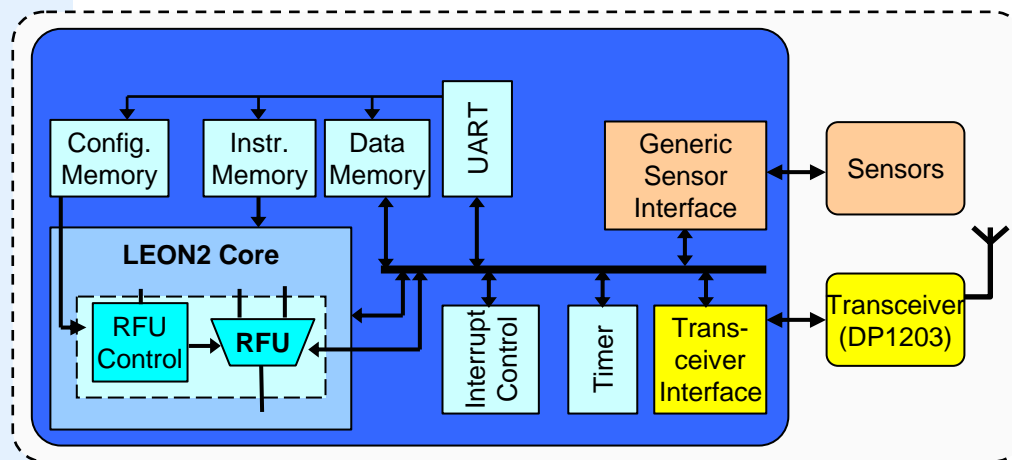 Config.
Memory
Instr.
Memory
Data
Memory
UART
Generic
Sensor
Interface
Sensors
LEON2 Core
RFU
Control
RFU
Interrupt
Control
Timer
Trans-
ceiver
Interface
Transceiver
(DP1203)